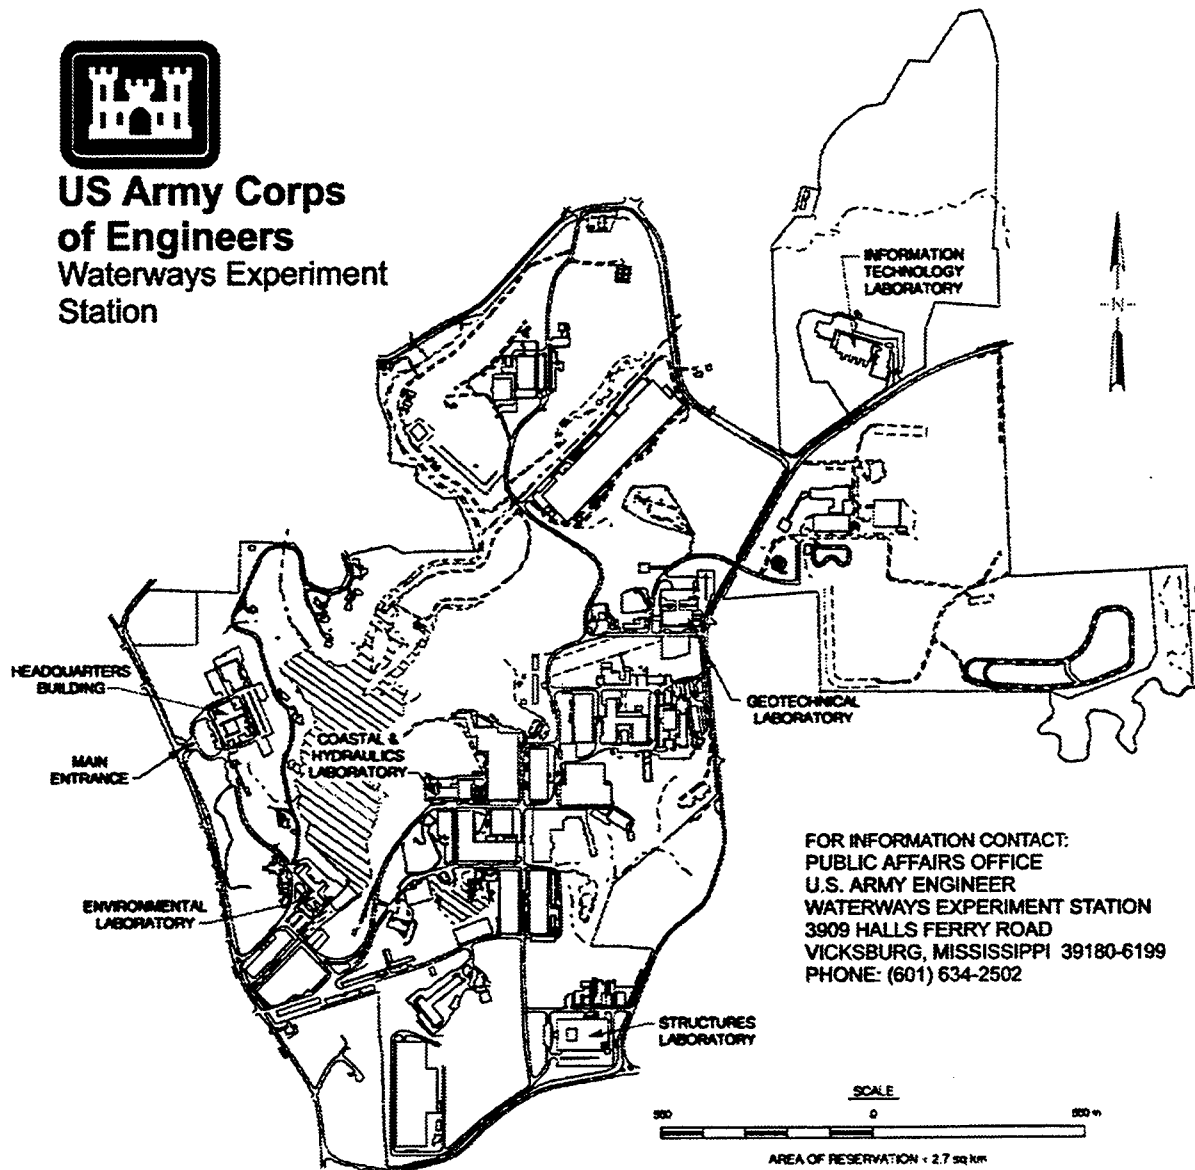 US Army Corps
of Engineers
Waterways Experiment
Station
INFORMATION
TECHNOLOGY
LABORATORY
N
HEADQUARTERS
BUILDING
MAIN
ENTRANCE
COASTAL &
HYDRAULICS
LABORATORY
GEOTECHNICAL
LABORATORY
ENVIRONMENTAL
LABORATORY
STRUCTURES
LABORATORY
FOR INFORMATION CONTACT:
PUBLIC AFFAIRS OFFICE
U.S. ARMY ENGINEER
WATERWAYS EXPERIMENT STATION
3909 HALLS FERRY ROAD
VICKSBURG, MISSISSIPPI 39180-6199
PHONE: (601) 634-2502
SCALE
0
AREA OF RESERVATION 2.7 sq km